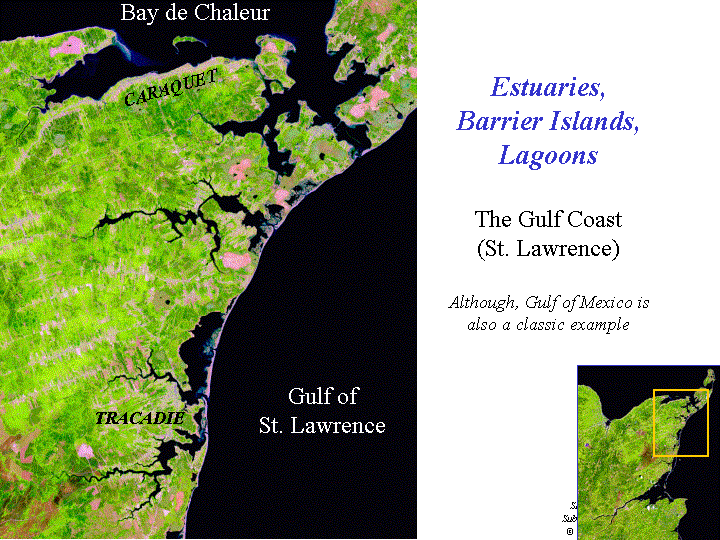 Bay de Chaleur
CARAQUET
Estuaries,
Barrier Islands,
Lagoons
The Gulf Coast
(St. Lawrence)
Although, Gulf of Mexico is
also a classic example
Gulf of
St. Lawrence
TRACADIE
©